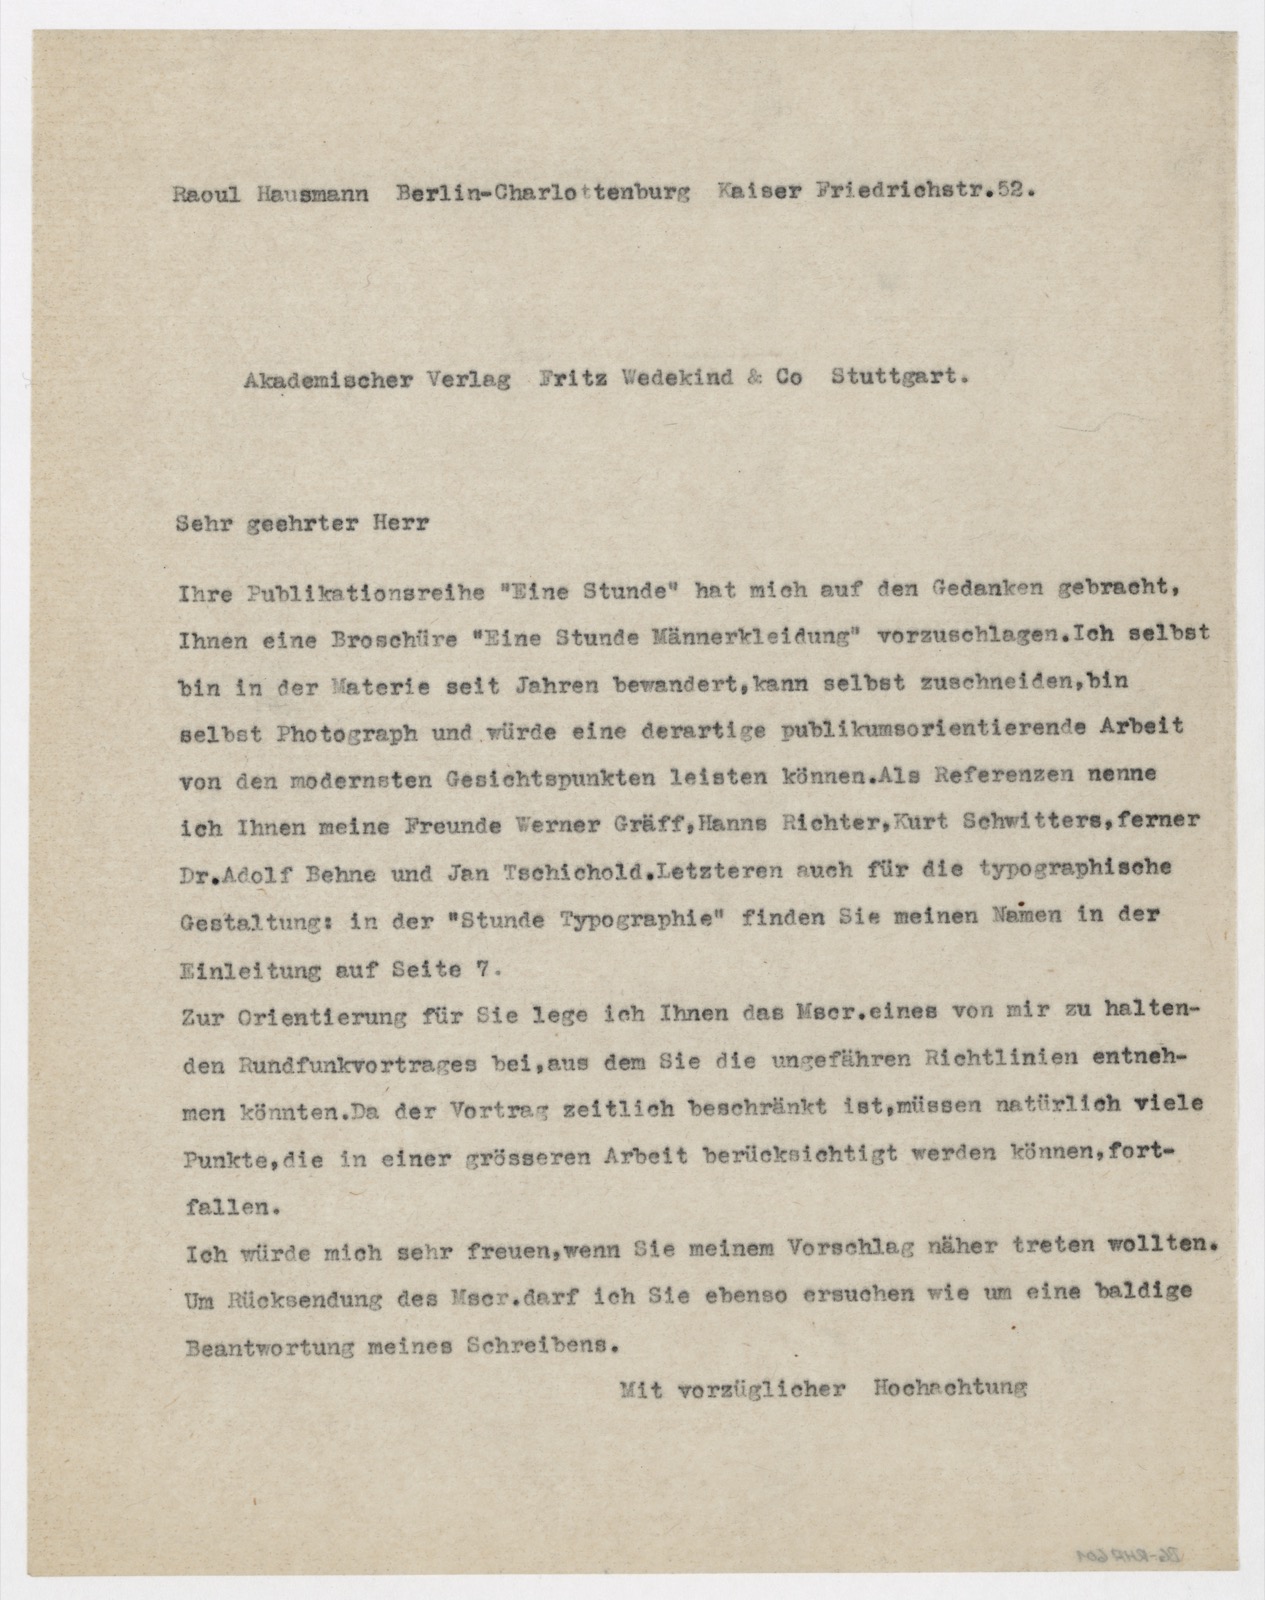 Raoul Hausmann  Berlin-Charlottenburg  Kaiser Friedrichstr.52.
Akademischer Verlag  Fritz Wedekind & Co  Stuttgart.
Sehr geehrter Herr
Ihre Publikationsreihe "Eine Stunde" hat mich auf den Gedanken gebracht,
Ihnen eine Broschüre "Eine Stunde Männerkleidung" vorzuschlagen.Ich selbst
bin in der Materie seit Jahren bewandert,kann selbst zuschneiden,bin
selbst Photograph und würde eine derartige publikumsorientierende Arbeit
von den modernsten Gesichtspunkten leisten können.Als Referenzen nenne
ich Ihnen meine Freunde Werner Gräff,Hanns Richter,Kurt Schwitters,ferner
Dr.Adolf Behne und Jan Tschichold.Letzteren auch für die typographische
Gestaltung: in der "Stunde Typographie" finden Sie meinen Namen in der
Einleitung auf Seite 7.
Zur Orientierung für Sie lege ich Ihnen das Mscr.eines von mir zu halten-
den Rundfunkvortrages bei,aus dem Sie die ungefähren Richtlinien entneh-
men könnten.Da der Vortrag zeitlich beschränkt ist,müssen natürlich viele
Punkte,die in einer grösseren Arbeit berücksichtigt werden können,fort-
fallen.
Ich würde mich sehr freuen,wenn Sie meinem Vorschlag näher treten wollten.
Um Rücksendung des Mscr.darf ich Sie ebenso ersuchen wie um eine baldige
Beantwortung meines Schreibens.
Mit vorzüglicher  Hochachtung